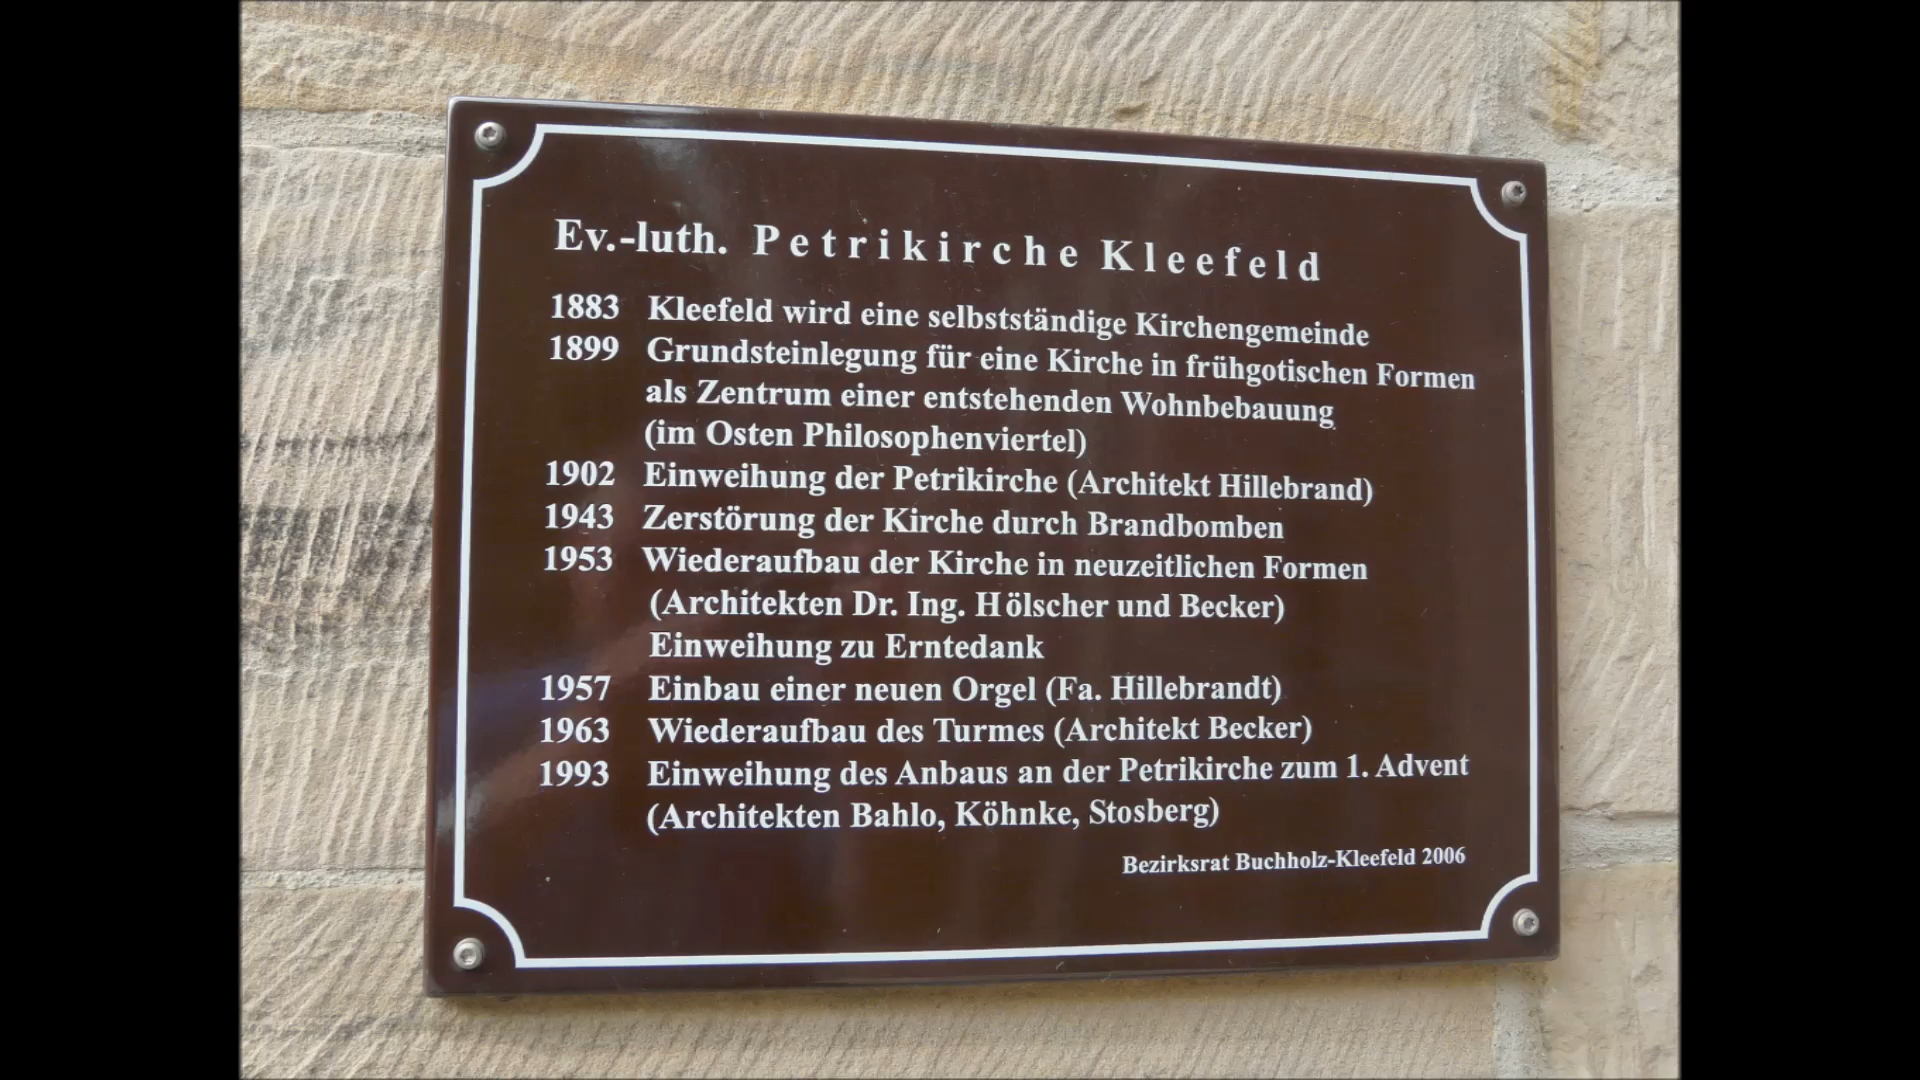 Ev.-luth. Petrikirche Kleefeld
1883 Kleefeld wird eine selbstständige Kirchengemeinde
1899 Grundsteinlegung für eine Kirche in frühgotischen Formen
als Zentrum einer entstehenden Wohnbebauung
(im Osten Philosophenviertel)
1902 Einweihung der Petrikirche (Architekt Hillebrand)
1943 Zerstörung der Kirche durch Brandbomben
1953 Wiederaufbau der Kirche in neuzeitlichen Formen
(Architekten Dr. Ing. Hölscher und Becker)
Einweihung zu Erntedank
1957 Einbau einer neuen Orgel (Fa. Hillebrandt)
1963 Wiederaufbau des Turmes (Architekt Becker)
1993 Einweihung des Anbaus an der Petrikirche zum 1. Advent
(Architekten Bahlo, Köhnke, Stosberg)
Bezirksrat Buchholz-Kleefeld 2006